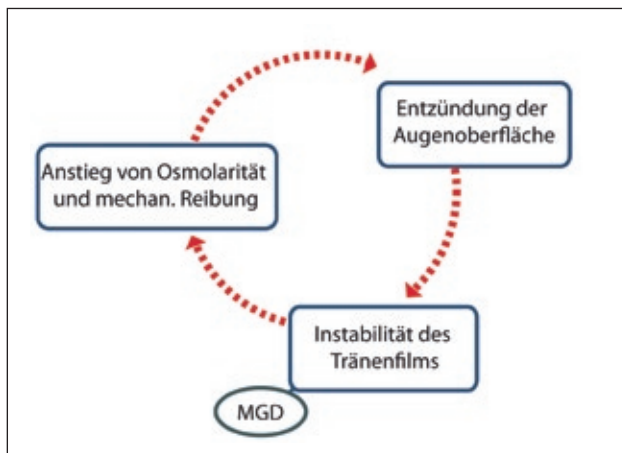 Entzündung der
Augenoberfläche
Anstieg von Osmolarität
und mechan. Reibung
Instabilität des
Tränenfilms
MGD